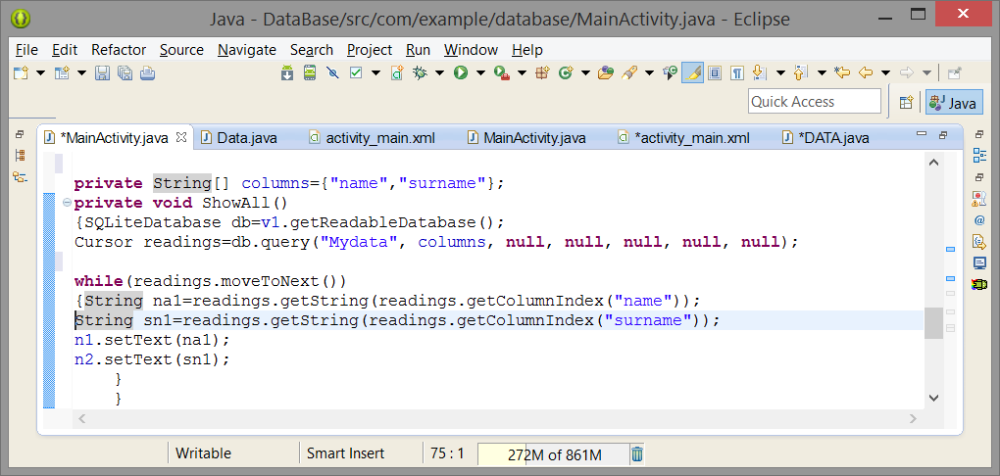 Java - DataBase/src/com/example/database/MainActivity.java - Eclipse
File Edit Refactor Source Navigate Search Project Run Window Help
Quick Access
Java
*MainActivity.java Data.java activity_main.xml MainActivity.java *activity_main.xml *DATA.java
private String[] columns={"name","surname"};
private void ShowAll()
{SQLiteDatabase db=v1.getReadableDatabase();
Cursor readings=db.query("Mydata", columns, null, null, null, null, null);
while(readings.moveToNext())
{String na1=readings.getString(readings.getColumnIndex("name"));
String sn1=readings.getString(readings.getColumnIndex("surname"));
n1.setText(na1);
n2.setText(sn1);
}
}
Writable Smart Insert 75 : 1 272M of 861M